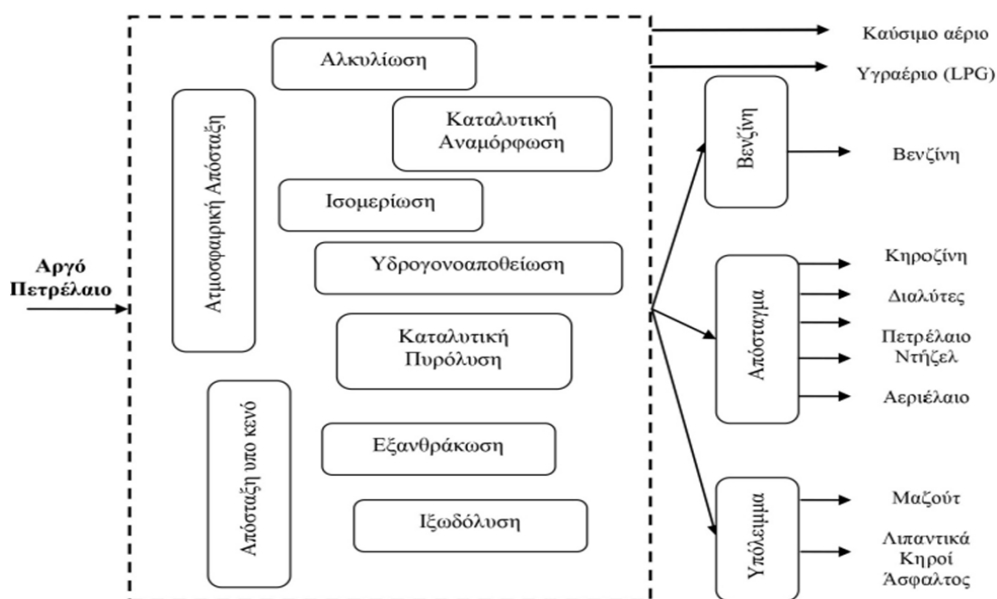 Αργό
Πετρέλαιο
Ατμοσφαιρική Απόσταξη
Απόσταξη υπο κενό
Αλκυλίωση
Καταλυτική
Αναμόρφωση
Ισομερίωση
Υδρογονοαποθείωση
Καταλυτική
Πυρόλυση
Εξανθράκωση
Ιξωδόλυση
Βενζίνη
Απόσταγμα
Υπόλειμμα
Καύσιμο αέριο
Υγραέριο (LPG)
Βενζίνη
Κηροζίνη
Διαλύτες
Πετρέλαιο
Ντήζελ
Αεριέλαιο
Μαζούτ
Λιπαντικά
Κηροί
Άσφαλτος